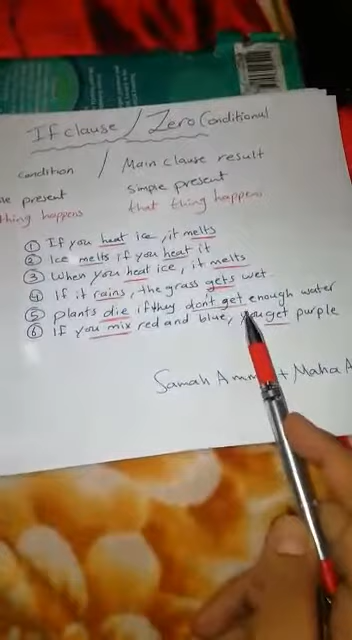 If clause / Zero Conditional
condition / Main clause result
present simple present
thing happens that thing happens
① If you heat ice, it melts
② Ice melts if you heat it
③ When you heat ice, it melts
④ If it rains, the grass gets wet
⑤ plants die if they don't get enough water
⑥ If you mix red and blue, you get purple
Samah + Maha